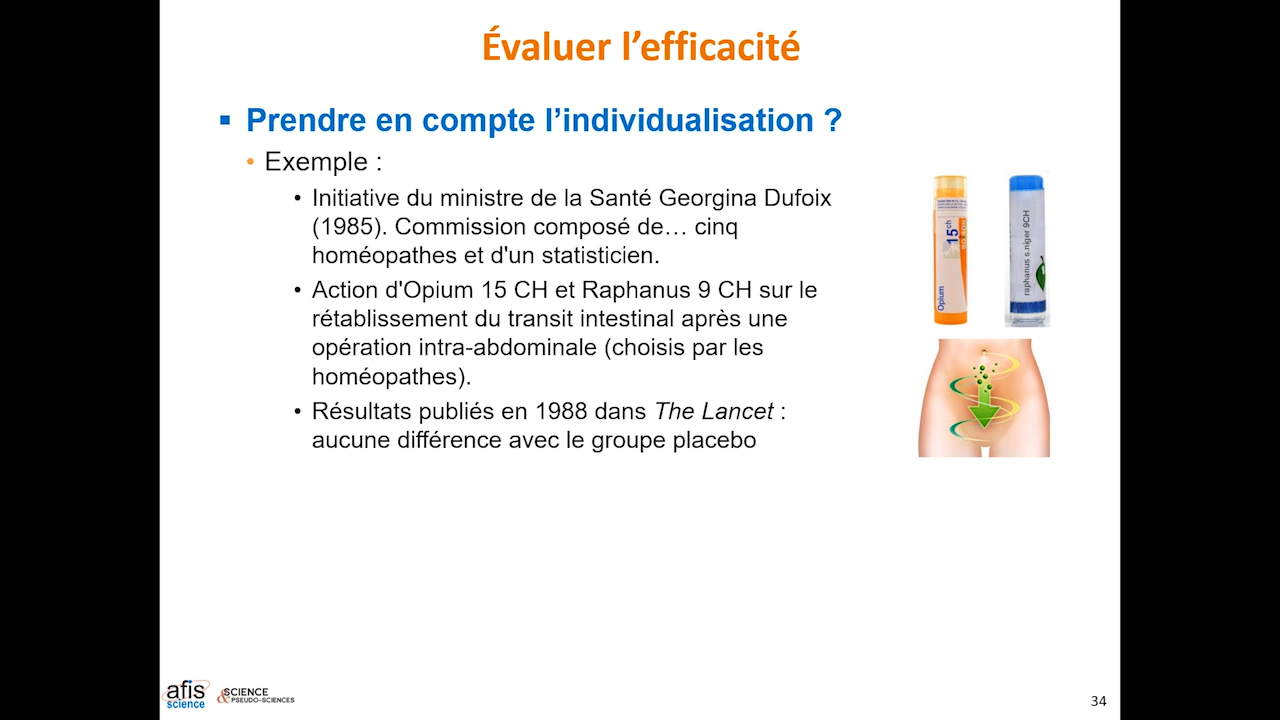 Évaluer l’efficacité
▪ Prendre en compte l’individualisation ?
• Exemple :
• Initiative du ministre de la Santé Georgina Dufoix
(1985). Commission composé de… cinq
homéopathes et d'un statisticien.
• Action d'Opium 15 CH et Raphanus 9 CH sur le
rétablissement du transit intestinal après une
opération intra-abdominale (choisis par les
homéopathes).
• Résultats publiés en 1988 dans The Lancet :
aucune différence avec le groupe placebo
15 ch
Opium
raphanus s.niger 9CH
afis
science
SCIENCE
& PSEUDO-SCIENCES
34